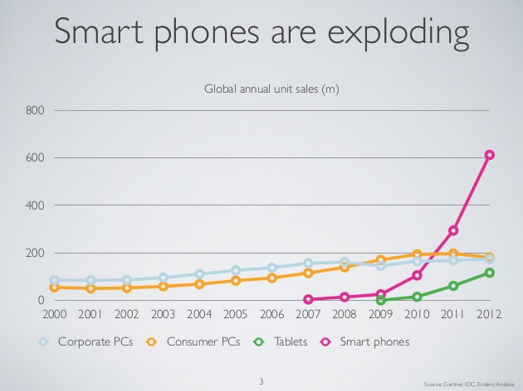 Smart phones are exploding
Global annual unit sales (m)
800
600
400
200
0
2000 2001 2002 2003 2004 2005 2006 2007 2008 2009 2010 2011 2012
Corporate PCs Consumer PCs Tablets Smart phones
3
Source: Gartner, IDC, Enders Analysis.